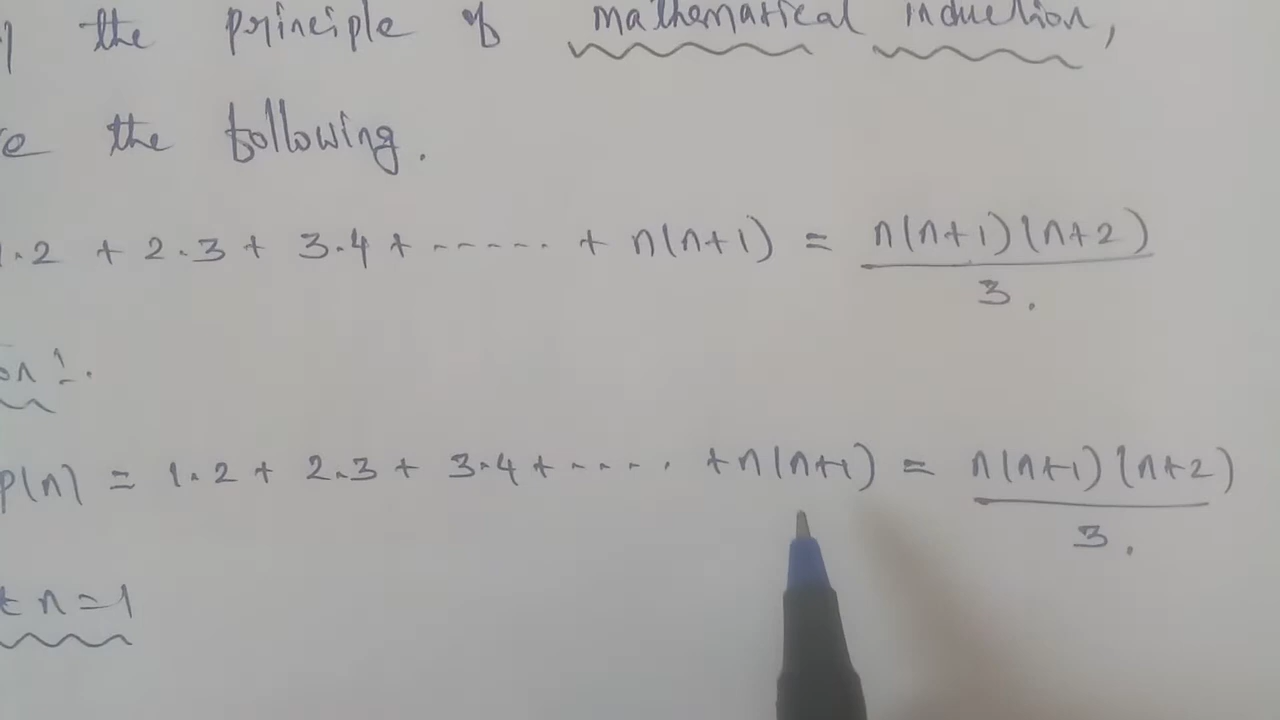 the principle of mathematical induction,
the following.
1.2 + 2.3 + 3.4 + ...... + n(n+1) = n(n+1)(n+2)
3.
P(n) = 1.2 + 2.3 + 3.4 + ..... + n(n+1) = n(n+1)(n+2)
3.
n=1